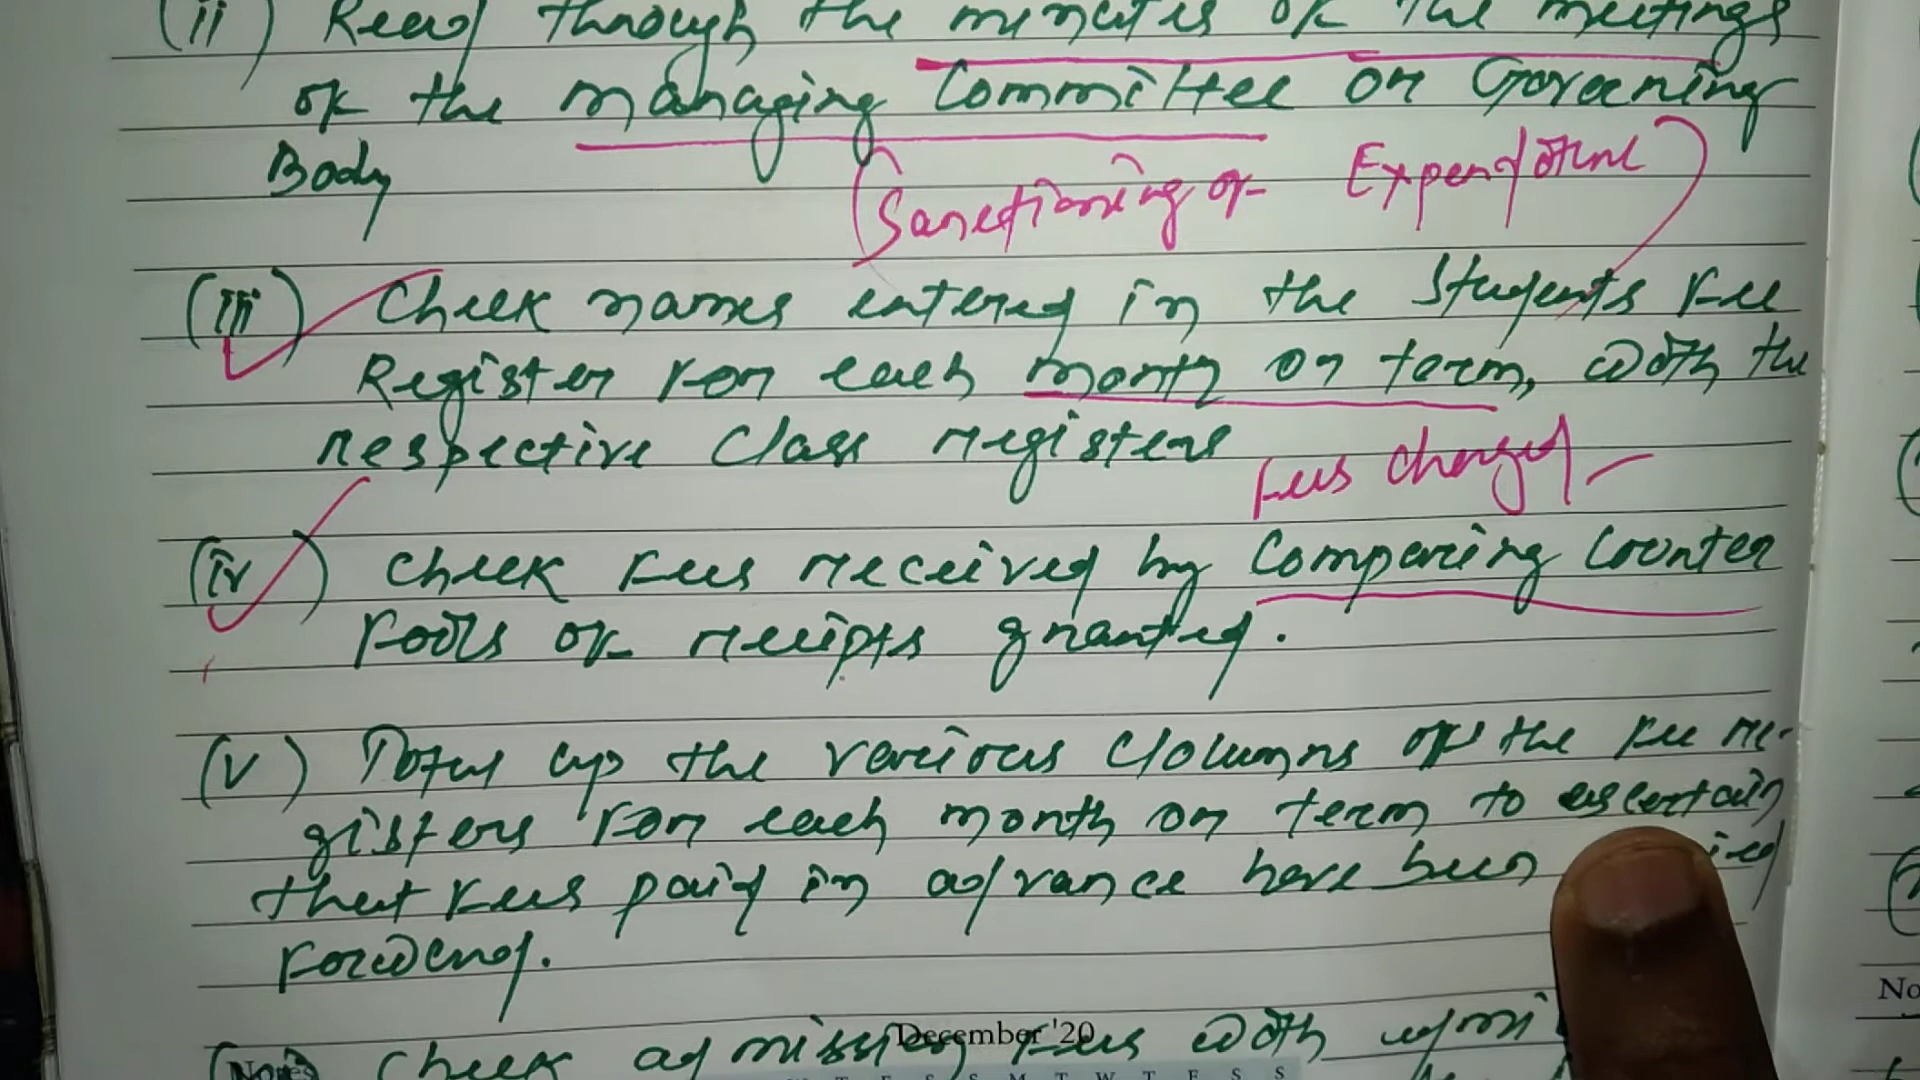 (ii) Read through the minutes of the meetings
of the managing Committee or Governing
Body
(Sanctioning of Expenditure)
(iii) Check names entered in the Students Fee
Register for each month or term, with the
respective Class registers
Fees charged -
(iv) Check fees received by Comparing Counter
Foils of receipts granted.
(v) Total up the various Coloumns of the fee re-
gisters for each month or term to ascertain
that fees paid in advance have been
Forward.
December '20
Check admission fees with
Notes
S M T W T F S S
No